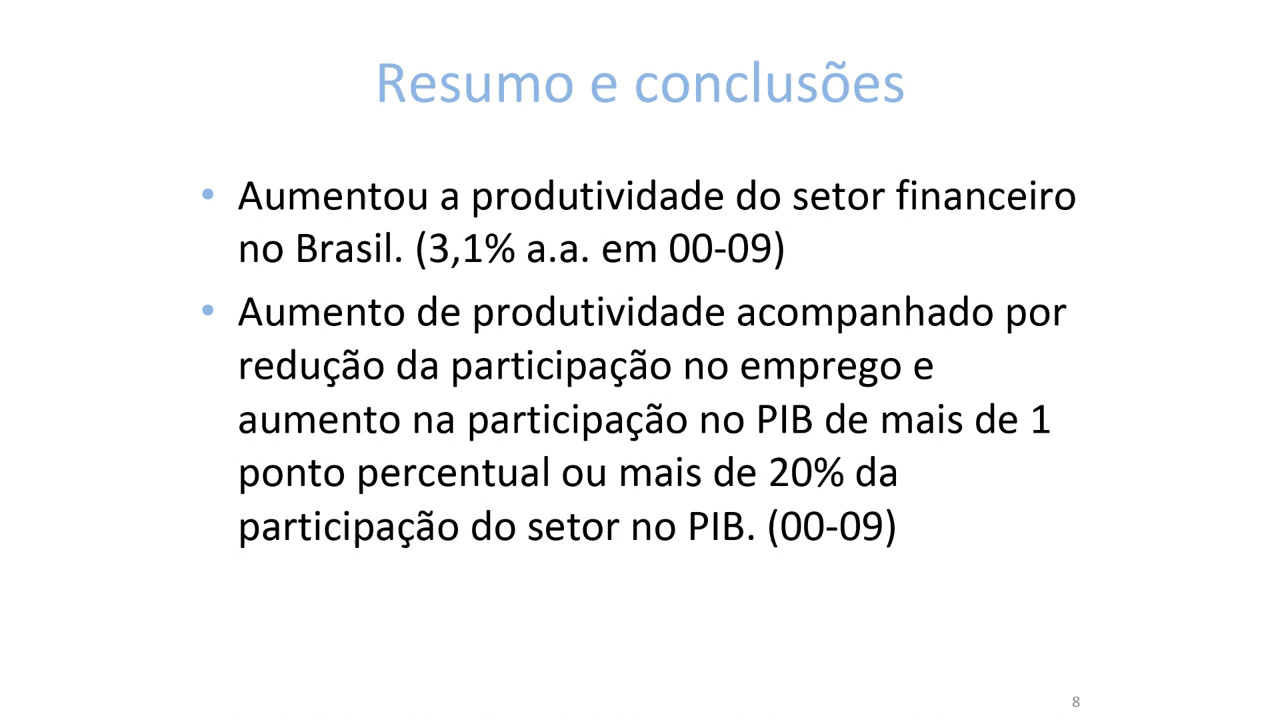 Resumo e conclusões
• Aumentou a produtividade do setor financeiro
no Brasil. (3,1% a.a. em 00-09)
• Aumento de produtividade acompanhado por
redução da participação no emprego e
aumento na participação no PIB de mais de 1
ponto percentual ou mais de 20% da
participação do setor no PIB. (00-09)
8